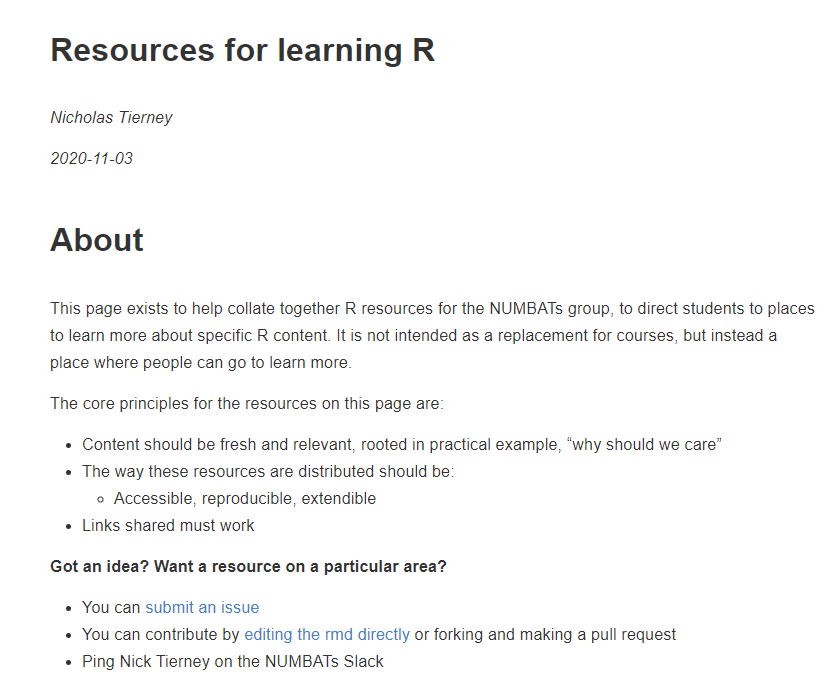 Resources for learning R
Nicholas Tierney
2020-11-03
About
This page exists to help collate together R resources for the NUMBATs group, to direct students to places
to learn more about specific R content. It is not intended as a replacement for courses, but instead a
place where people can go to learn more.
The core principles for the resources on this page are:
• Content should be fresh and relevant, rooted in practical example, “why should we care”
• The way these resources are distributed should be:
◦ Accessible, reproducible, extendible
• Links shared must work
Got an idea? Want a resource on a particular area?
• You can submit an issue
• You can contribute by editing the rmd directly or forking and making a pull request
• Ping Nick Tierney on the NUMBATs Slack